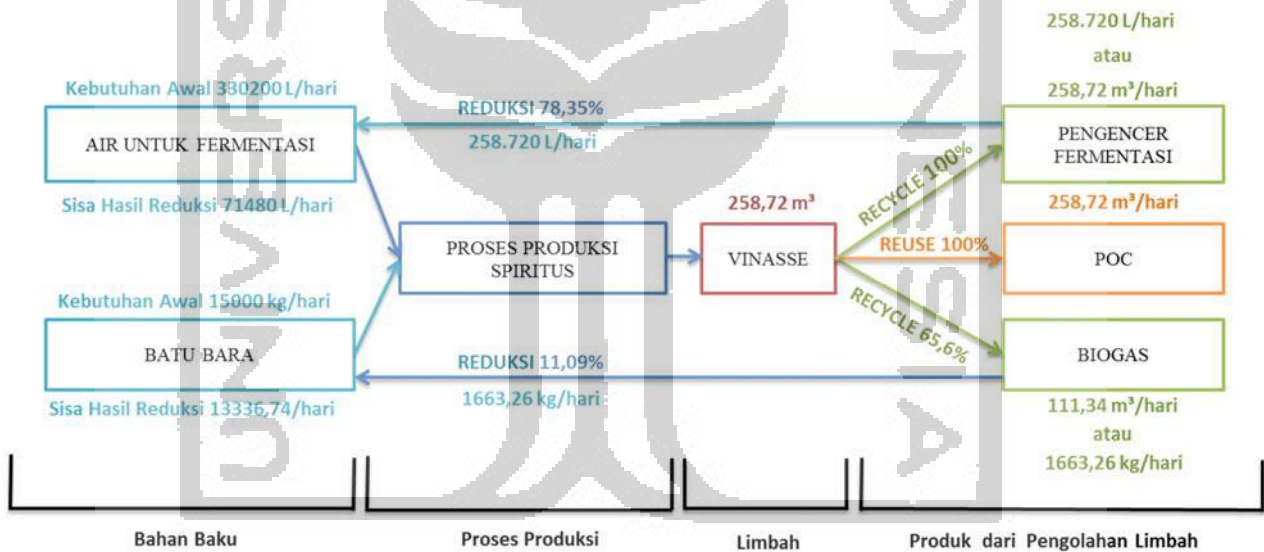 258.720 L/hari
atau
258,72 m³/hari
Kebutuhan Awal 330200 L/hari
AIR UNTUK FERMENTASI
Sisa Hasil Reduksi 71480 L/hari
REDUKSI 78,35%
258.720 L/hari
PENGENCER
FERMENTASI
RECYCLE 100%
258,72 m³/hari
258,72 m³
PROSES PRODUKSI
SPIRITUS
VINASSE
REUSE 100%
POC
Kebutuhan Awal 15000 kg/hari
BATU BARA
Sisa Hasil Reduksi 13336,74/hari
REDUKSI 11,09%
1663,26 kg/hari
RECYCLE 65,6%
BIOGAS
111,34 m³/hari
atau
1663,26 kg/hari
Bahan Baku
Proses Produksi
Limbah
Produk dari Pengolahan Limbah